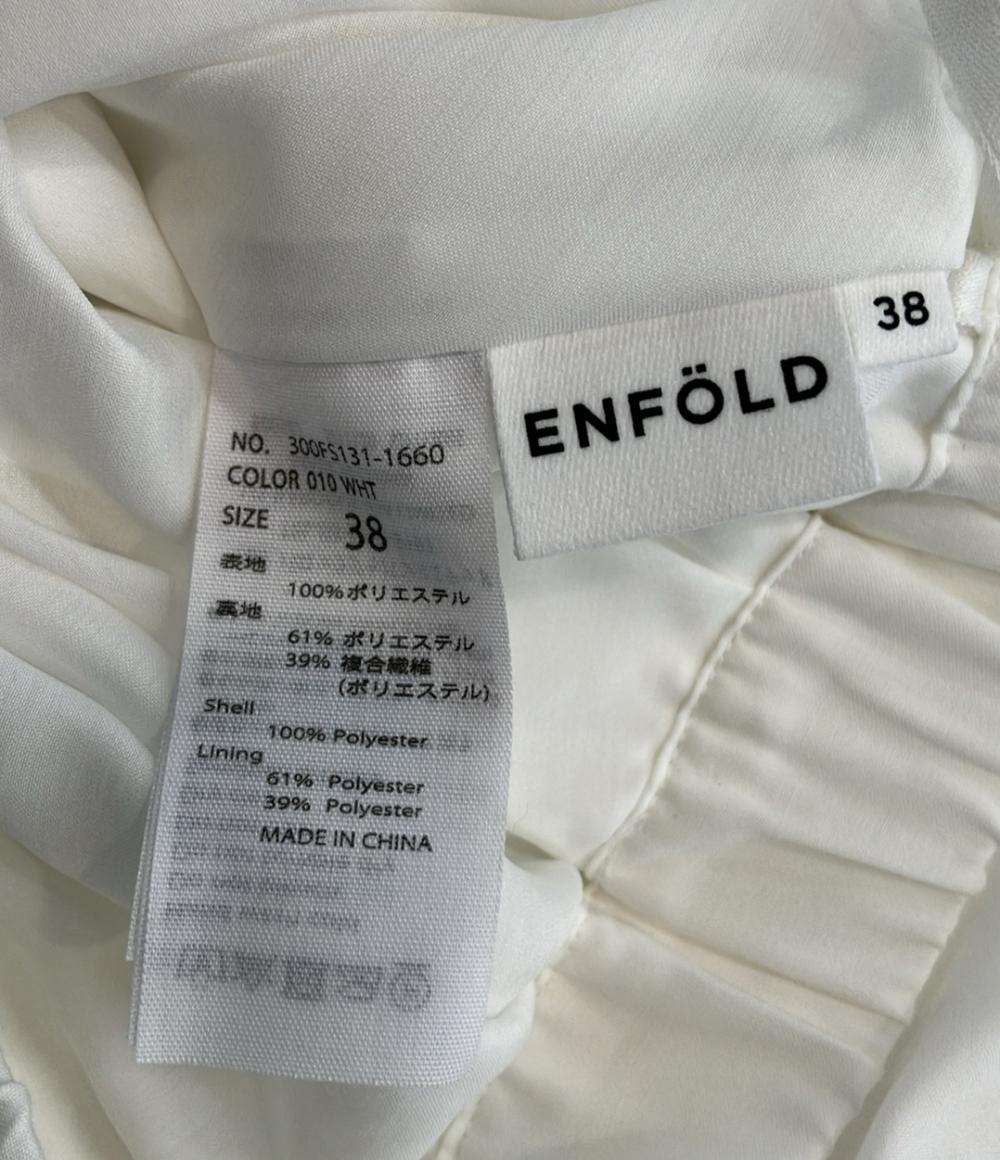 ENFÖLD
38
NO. 300FS131-1660
COLOR 010 WHT
SIZE 38
表地
100%ポリエステル
裏地
61% ポリエステル
39% 複合繊維
(ポリエステル)
Shell
100% Polyester
Lining
61% Polyester
39% Polyester
MADE IN CHINA